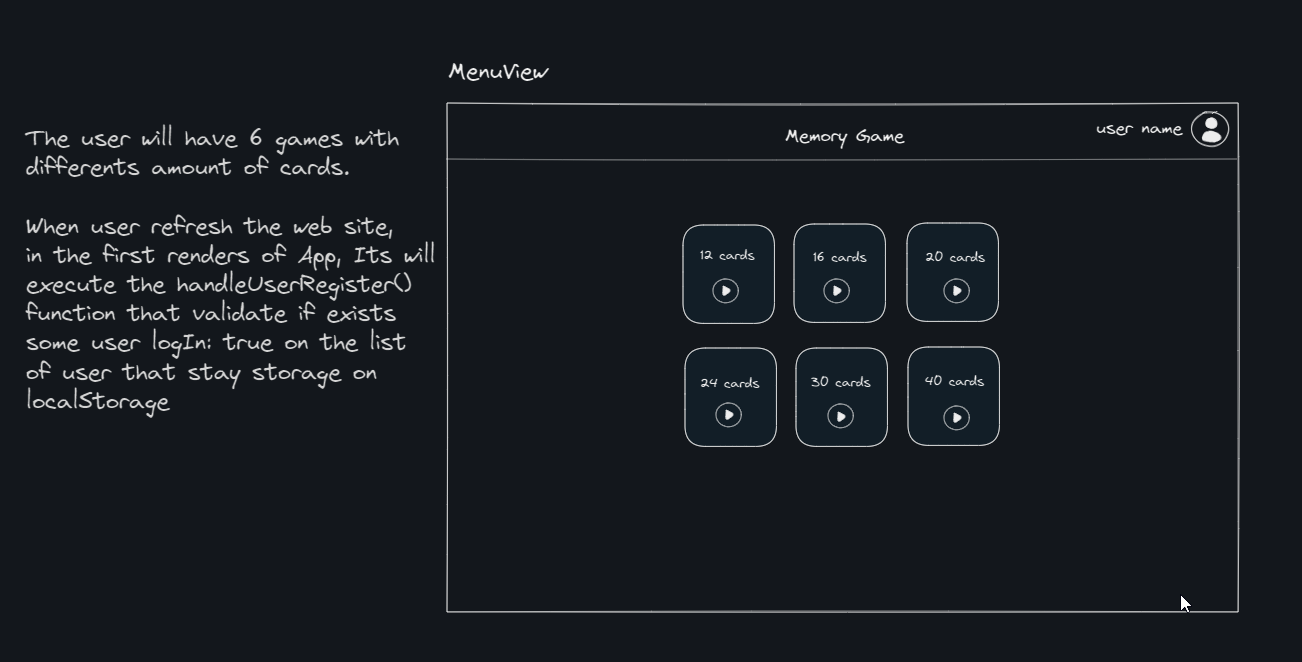 MenuView
The user will have 6 games with
differents amount of cards.
When user refresh the web site,
in the first renders of App, Its will
execute the handleUserRegister()
function that validate if exists
some user logIn: true on the list
of user that stay storage on
localStorage
Memory Game
user name
12 cards
16 cards
20 cards
24 cards
30 cards
40 cards